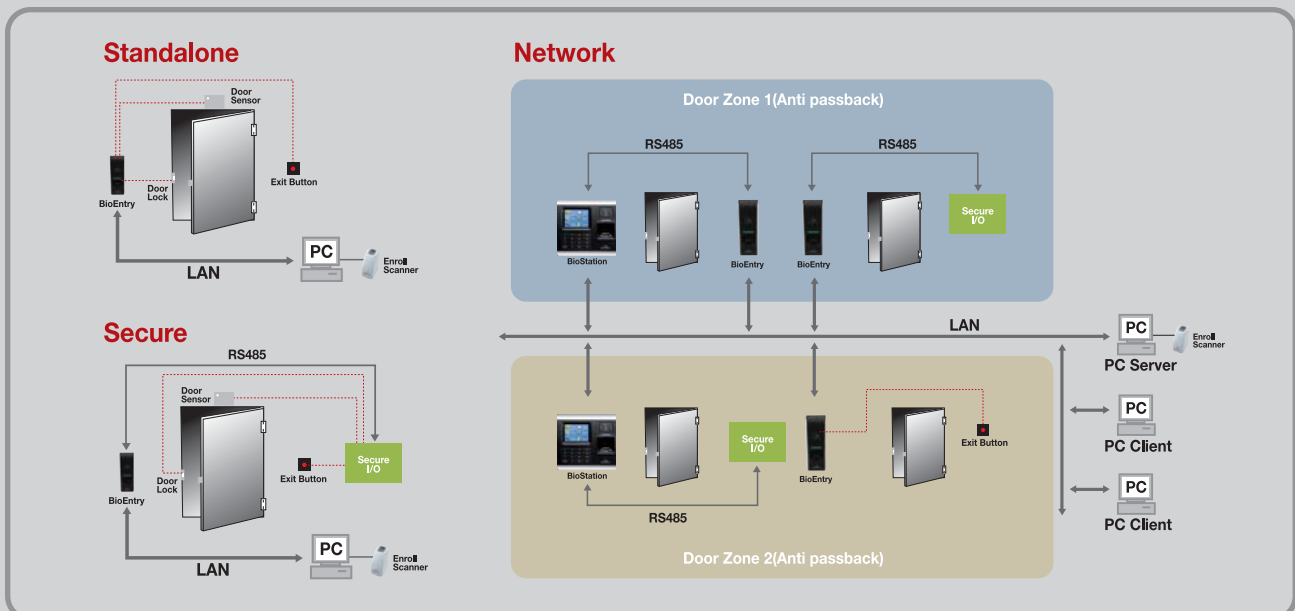 Standalone
Door
Sensor
Door
Lock
BioEntry
Exit Button
LAN
PC
Enroll
Scanner
Secure
RS485
Door
Sensor
Door
Lock
BioEntry
Exit Button
Secure
I/O
LAN
PC
Enroll
Scanner
Network
Door Zone 1(Anti passback)
RS485
RS485
BioStation
BioEntry
BioEntry
Secure
I/O
LAN
PC
Enroll
Scanner
PC Server
BioStation
Secure
I/O
BioEntry
Exit Button
RS485
Door Zone 2(Anti passback)
PC
PC Client
PC
PC Client